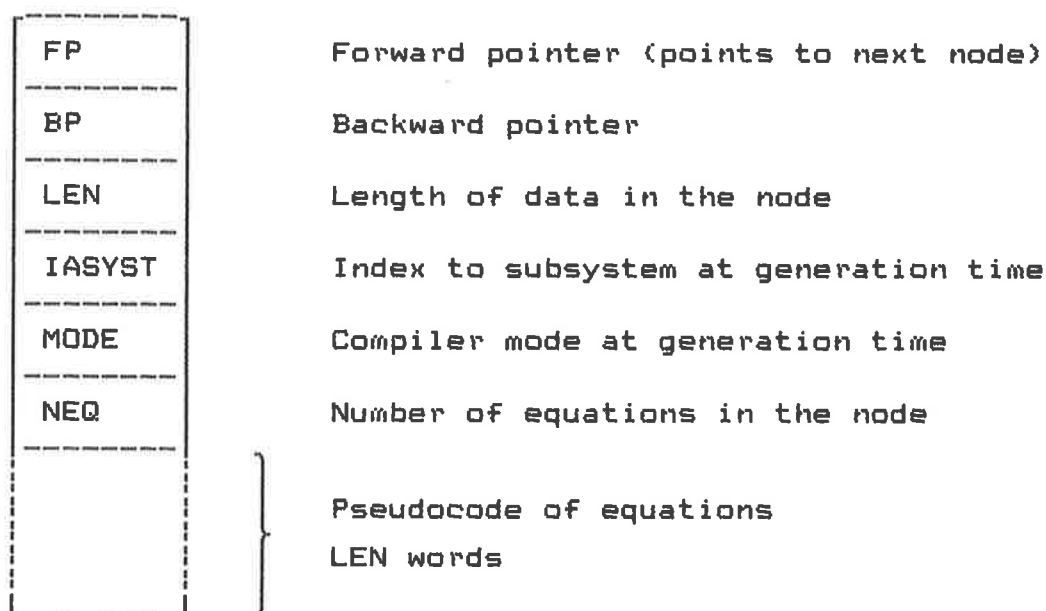 FP Forward pointer (points to next node)
BP Backward pointer
LEN Length of data in the node
IASYST Index to subsystem at generation time
MODE Compiler mode at generation time
NEQ Number of equations in the node
Pseudocode of equations
LEN words